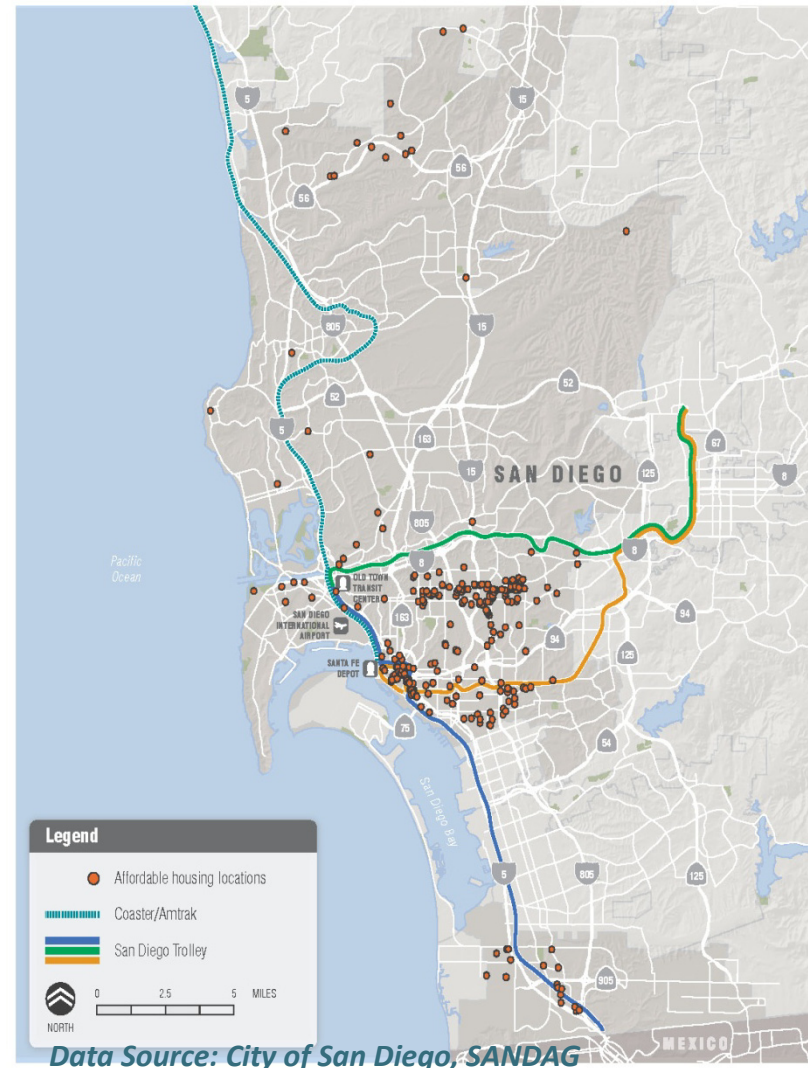 5
15
56
56
805
15
52
52
5
163
15
SAN DIEGO
125
67
8
805
8
8
Pacific
Ocean
OLD TOWN
TRANSIT
CENTER
SAN DIEGO
INTERNATIONAL
AIRPORT
163
94
94
SANTA FE
DEPOT
125
75
54
San Diego Bay
5
805
125
905
MEXICO
Legend
Affordable housing locations
Coaster/Amtrak
San Diego Trolley
NORTH
0 2.5 5 MILES
Data Source: City of San Diego, SANDAG